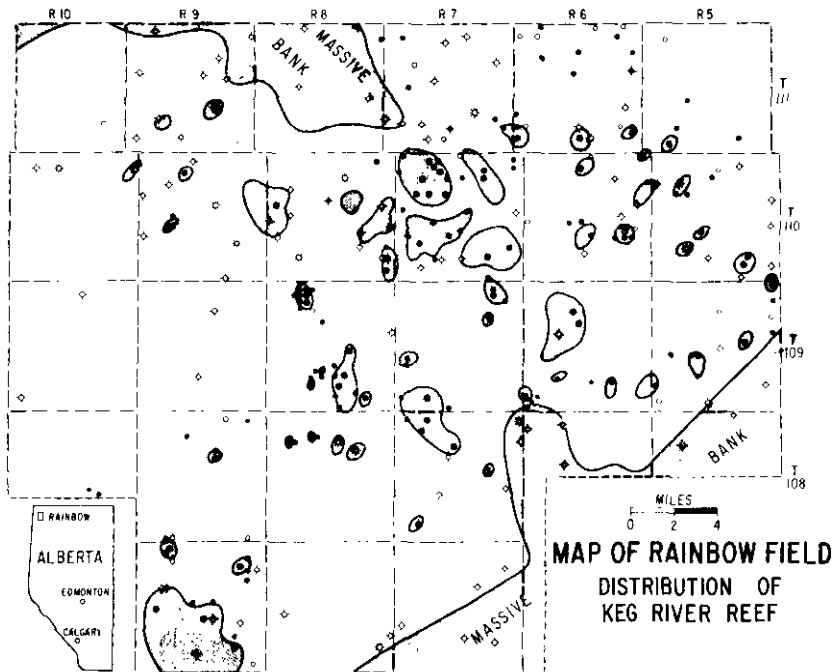 R 10 R 9 R 8 R 7 R 6 R 5
MASSIVE
BANK
T
111
T
110
T
109
BANK
T
108
MILES
0 2 4
MAP OF RAINBOW FIELD
DISTRIBUTION OF
KEG RIVER REEF
MASSIVE
RAINBOW
ALBERTA
EDMONTON
CALGARY